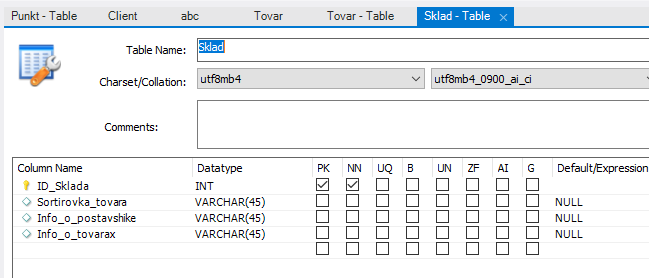 Punkt - Table Client abc Tovar Tovar - Table Sklad - Table ×
Table Name: Sklad
Charset/Collation: utf8mb4 utf8mb4_0900_ai_ci
Comments:
Column Name Datatype PK NN UQ B UN ZF AI G Default/Expression
ID_Sklada INT
Sortirovka_tovara VARCHAR(45) NULL
Info_o_postavshike VARCHAR(45) NULL
Info_o_tovarax VARCHAR(45) NULL